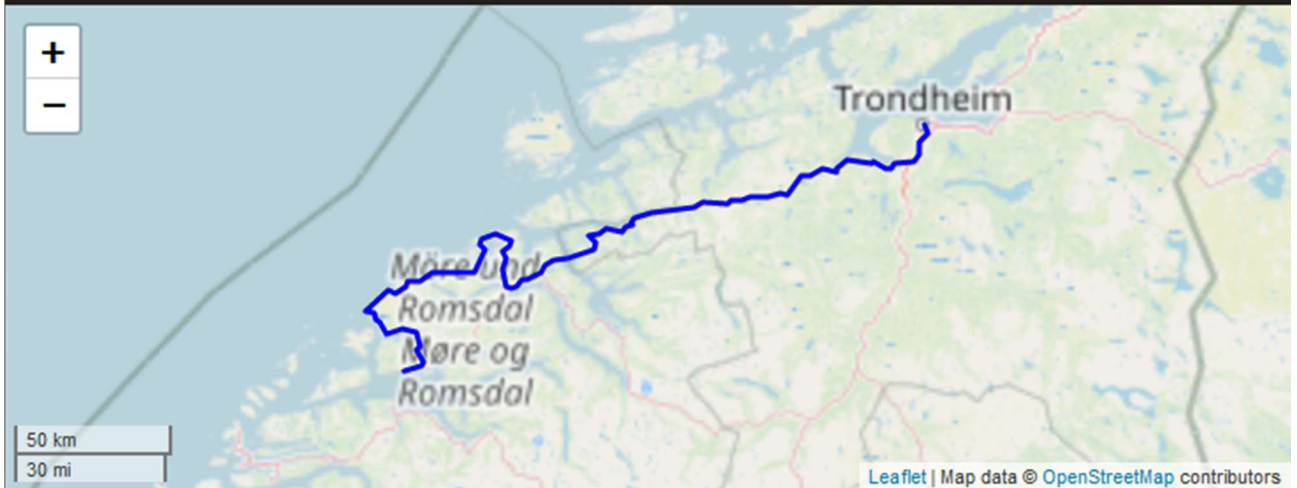 +
−
Trondheim
Møre und
Romsdal
Møre og
Romsdal
50 km
30 mi
Leaflet | Map data © OpenStreetMap contributors